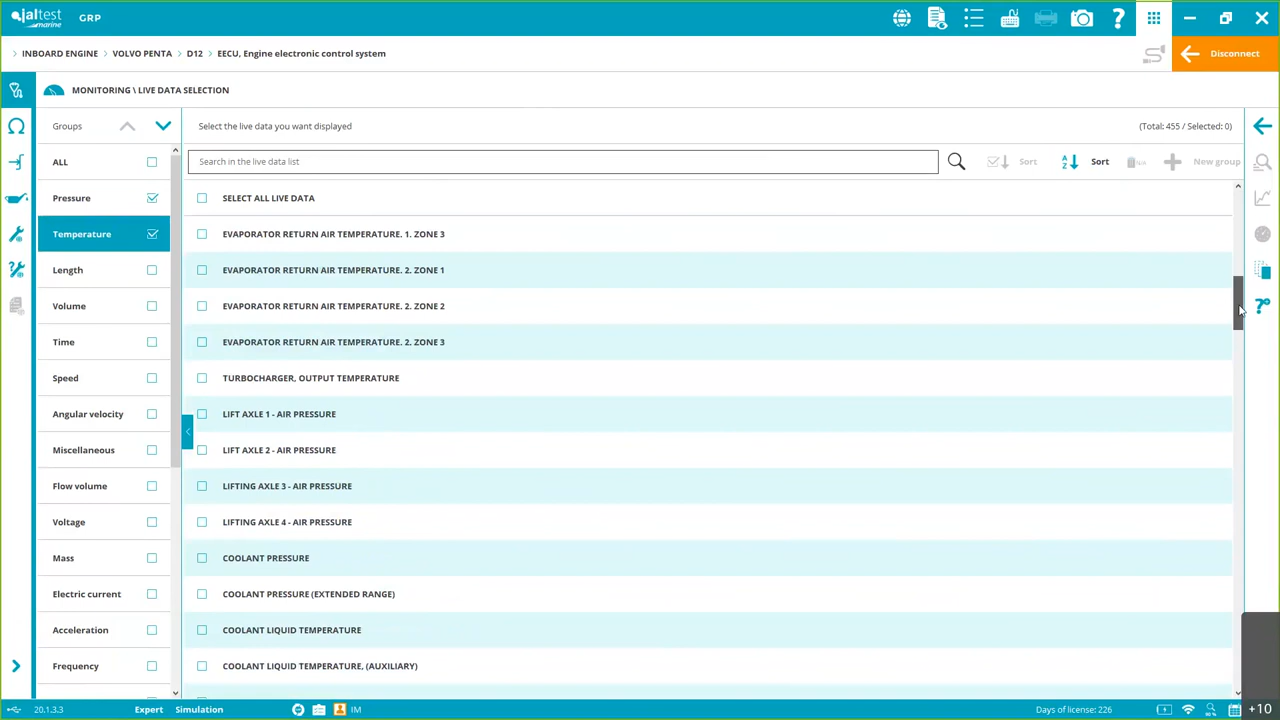 jaltest marine GRP
> INBOARD ENGINE > VOLVO PENTA > D12 > EECU, Engine electronic control system
Disconnect
MONITORING \ LIVE DATA SELECTION
Groups
ALL
Pressure
Temperature
Length
Volume
Time
Speed
Angular velocity
Miscellaneous
Flow volume
Voltage
Mass
Electric current
Acceleration
Frequency
Select the live data you want displayed
(Total: 455 / Selected: 0)
Search in the live data list
Sort
A Z Sort
N/A
New group
SELECT ALL LIVE DATA
EVAPORATOR RETURN AIR TEMPERATURE. 1. ZONE 3
EVAPORATOR RETURN AIR TEMPERATURE. 2. ZONE 1
EVAPORATOR RETURN AIR TEMPERATURE. 2. ZONE 2
EVAPORATOR RETURN AIR TEMPERATURE. 2. ZONE 3
TURBOCHARGER, OUTPUT TEMPERATURE
LIFT AXLE 1 - AIR PRESSURE
LIFT AXLE 2 - AIR PRESSURE
LIFTING AXLE 3 - AIR PRESSURE
LIFTING AXLE 4 - AIR PRESSURE
COOLANT PRESSURE
COOLANT PRESSURE (EXTENDED RANGE)
COOLANT LIQUID TEMPERATURE
COOLANT LIQUID TEMPERATURE, (AUXILIARY)
20.1.3.3 Expert Simulation IM Days of license: 226 +10